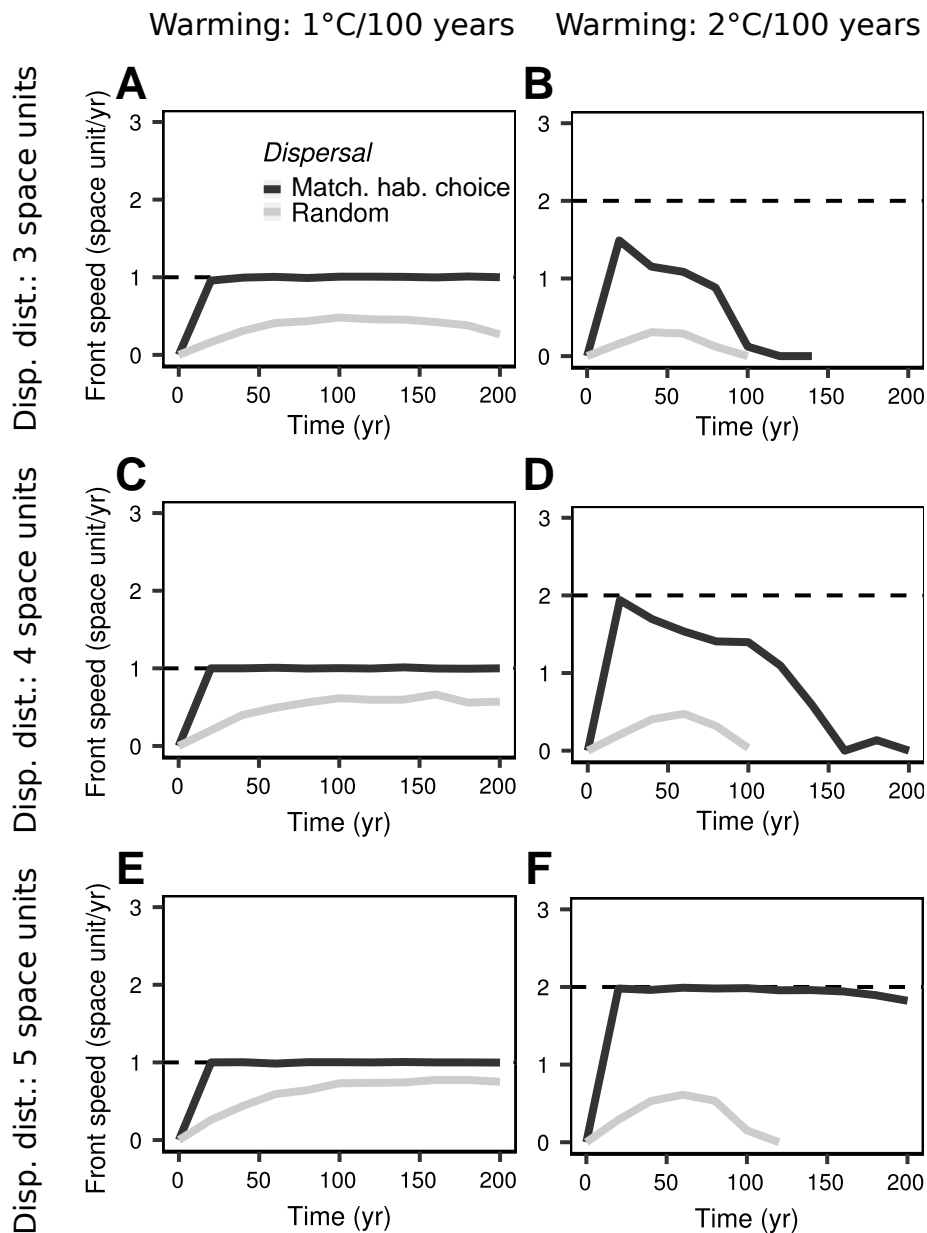 Warming: 1°C/100 years Warming: 2°C/100 years
Disp. dist.: 3 space units
A
Front speed (space unit/yr)
3
2
1
0
Dispersal
Match. hab. choice
Random
0 50 100 150 200
Time (yr)
B
3
2
1
0
0 50 100 150 200
Time (yr)
Disp. dist.: 4 space units
C
Front speed (space unit/yr)
3
2
1
0
0 50 100 150 200
Time (yr)
D
3
2
1
0
0 50 100 150 200
Time (yr)
Disp. dist.: 5 space units
E
Front speed (space unit/yr)
3
2
1
0
0 50 100 150 200
Time (yr)
F
3
2
1
0
0 50 100 150 200
Time (yr)